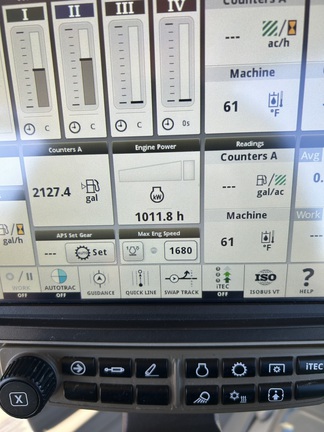 I II III IV
C C C 0s
Counters A
---
ac/h
Machine
61 °F
Counters A
2127.4 gal
Engine Power
kW
1011.8 h
Readings
Counters A
---
gal/ac
Machine
61 °F
Avg
---
Work
---
gal/h
APS Set Gear
--- Set
Max Eng Speed
1680
WORK
OFF
AUTOTRAC
OFF
GUIDANCE
QUICK LINE
SWAP TRACK
iTEC
OFF
ISO
ISOBUS VT
?
HELP
X
iTEC